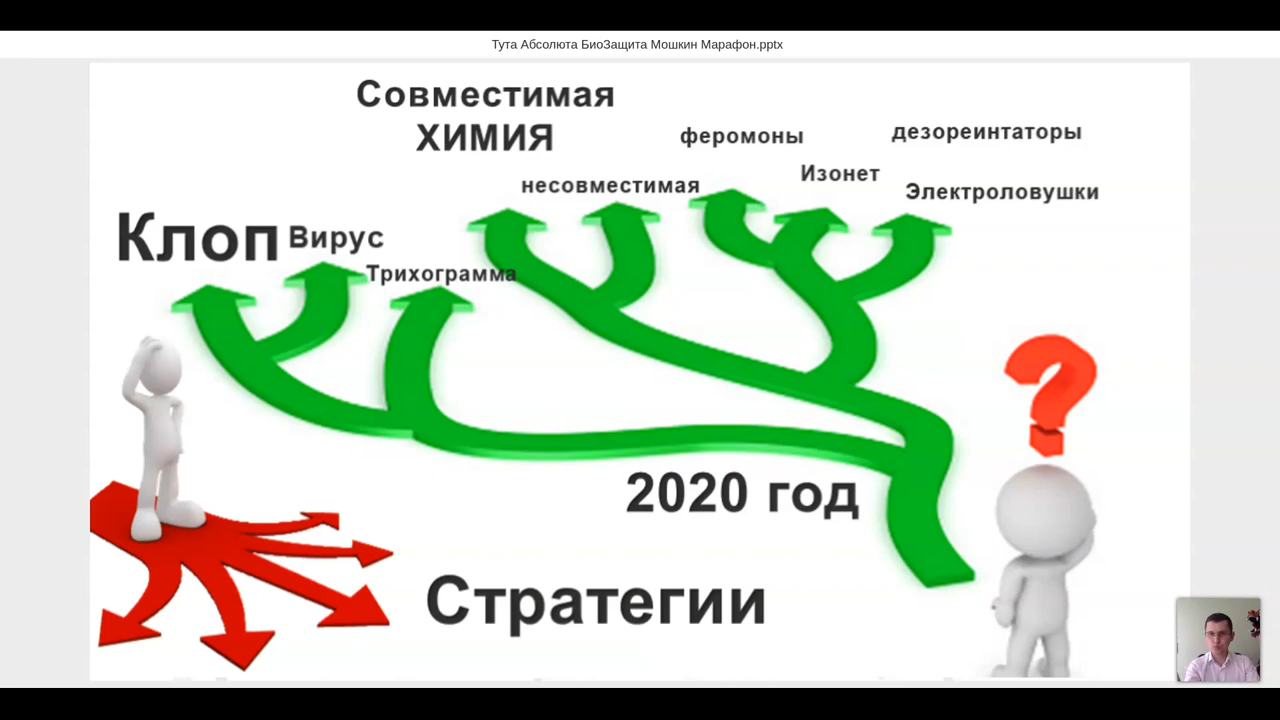 Тута Абсолюта БиоЗащита Мошкин Марафон.pptx
Совместимая
ХИМИЯ
феромоны
дезореинтаторы
Изонет
несовместимая
Электроловушки
Клоп
Вирус
Трихограмма
2020 год
Стратегии